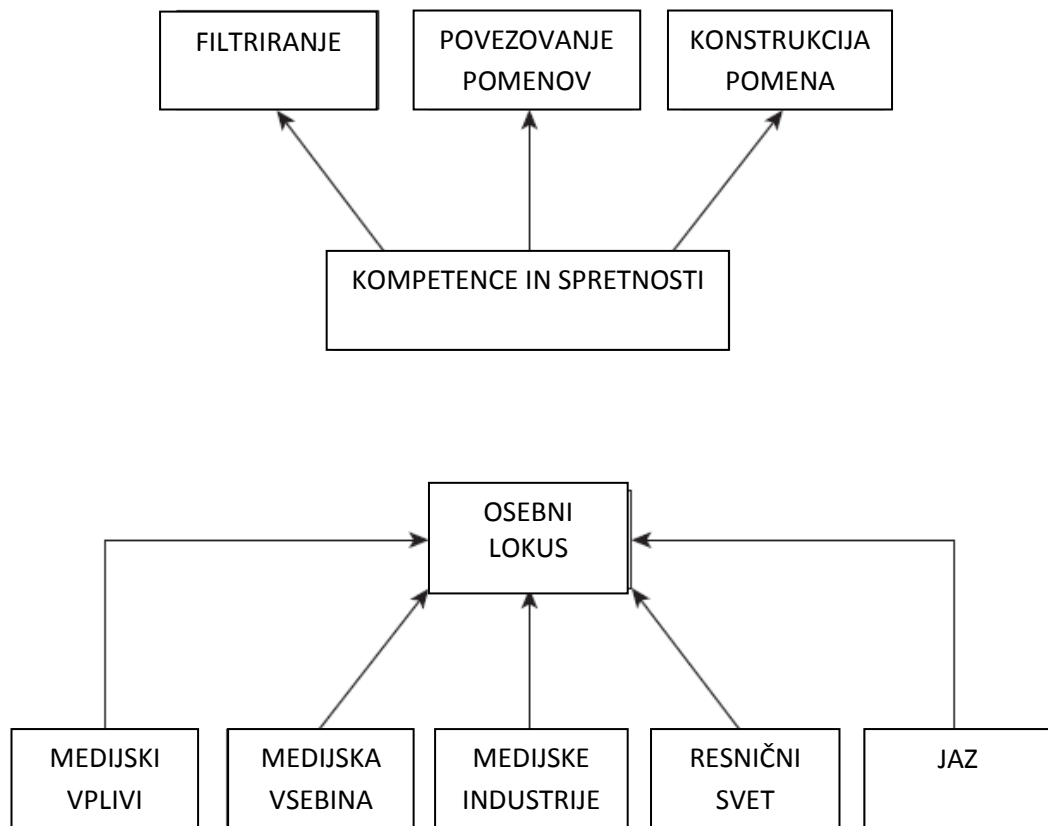 FILTRIRANJE
POVEZOVANJE
POMENOV
KONSTRUKCIJA
POMENA
KOMPETENCE IN SPRETNOSTI
OSEBNI
LOKUS
MEDIJSKI
VPLIVI
MEDIJSKA
VSEBINA
MEDIJSKE
INDUSTRIJE
RESNIČNI
SVET
JAZ